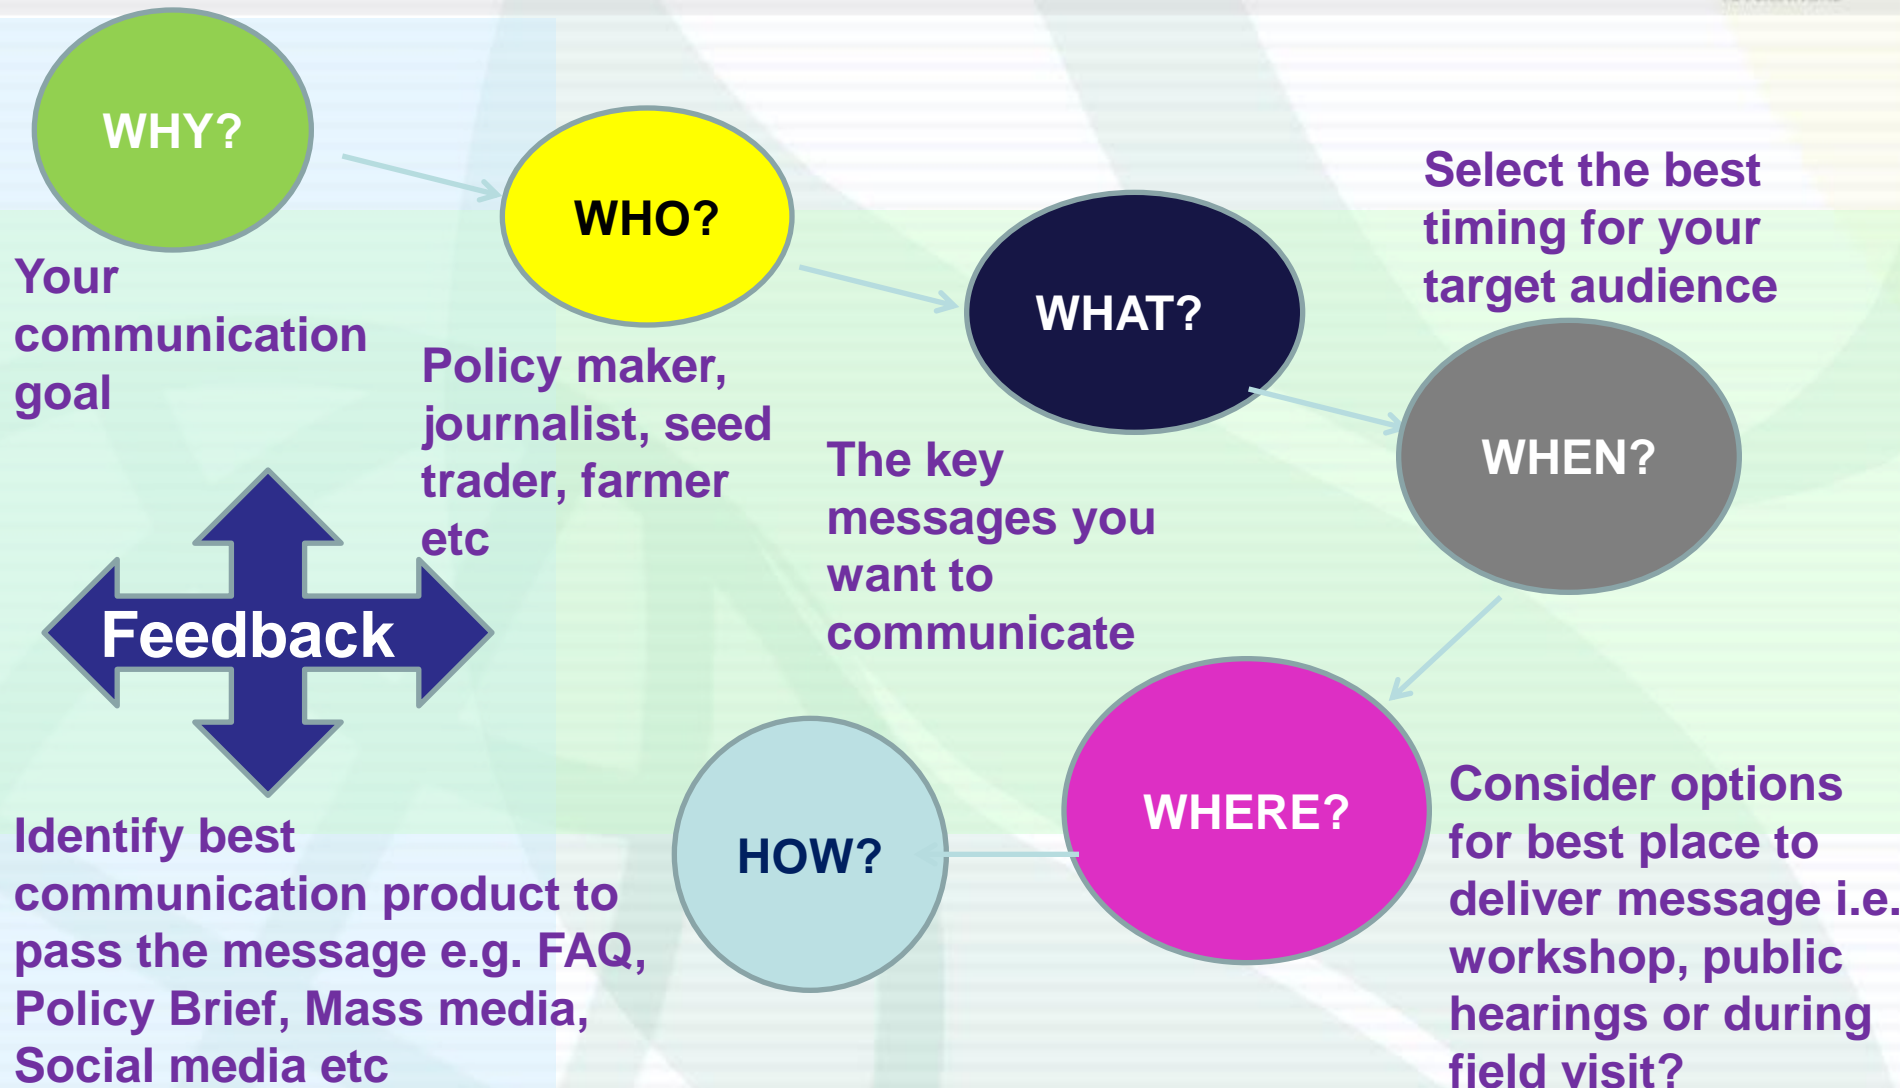 WHY?
Your
communication
goal
WHO?
Policy maker,
journalist, seed
trader, farmer
etc
WHAT?
The key
messages you
want to
communicate
Select the best
timing for your
target audience
WHEN?
WHERE?
Consider options
for best place to
deliver message i.e.
workshop, public
hearings or during
field visit?
HOW?
Identify best
communication product to
pass the message e.g. FAQ,
Policy Brief, Mass media,
Social media etc
Feedback